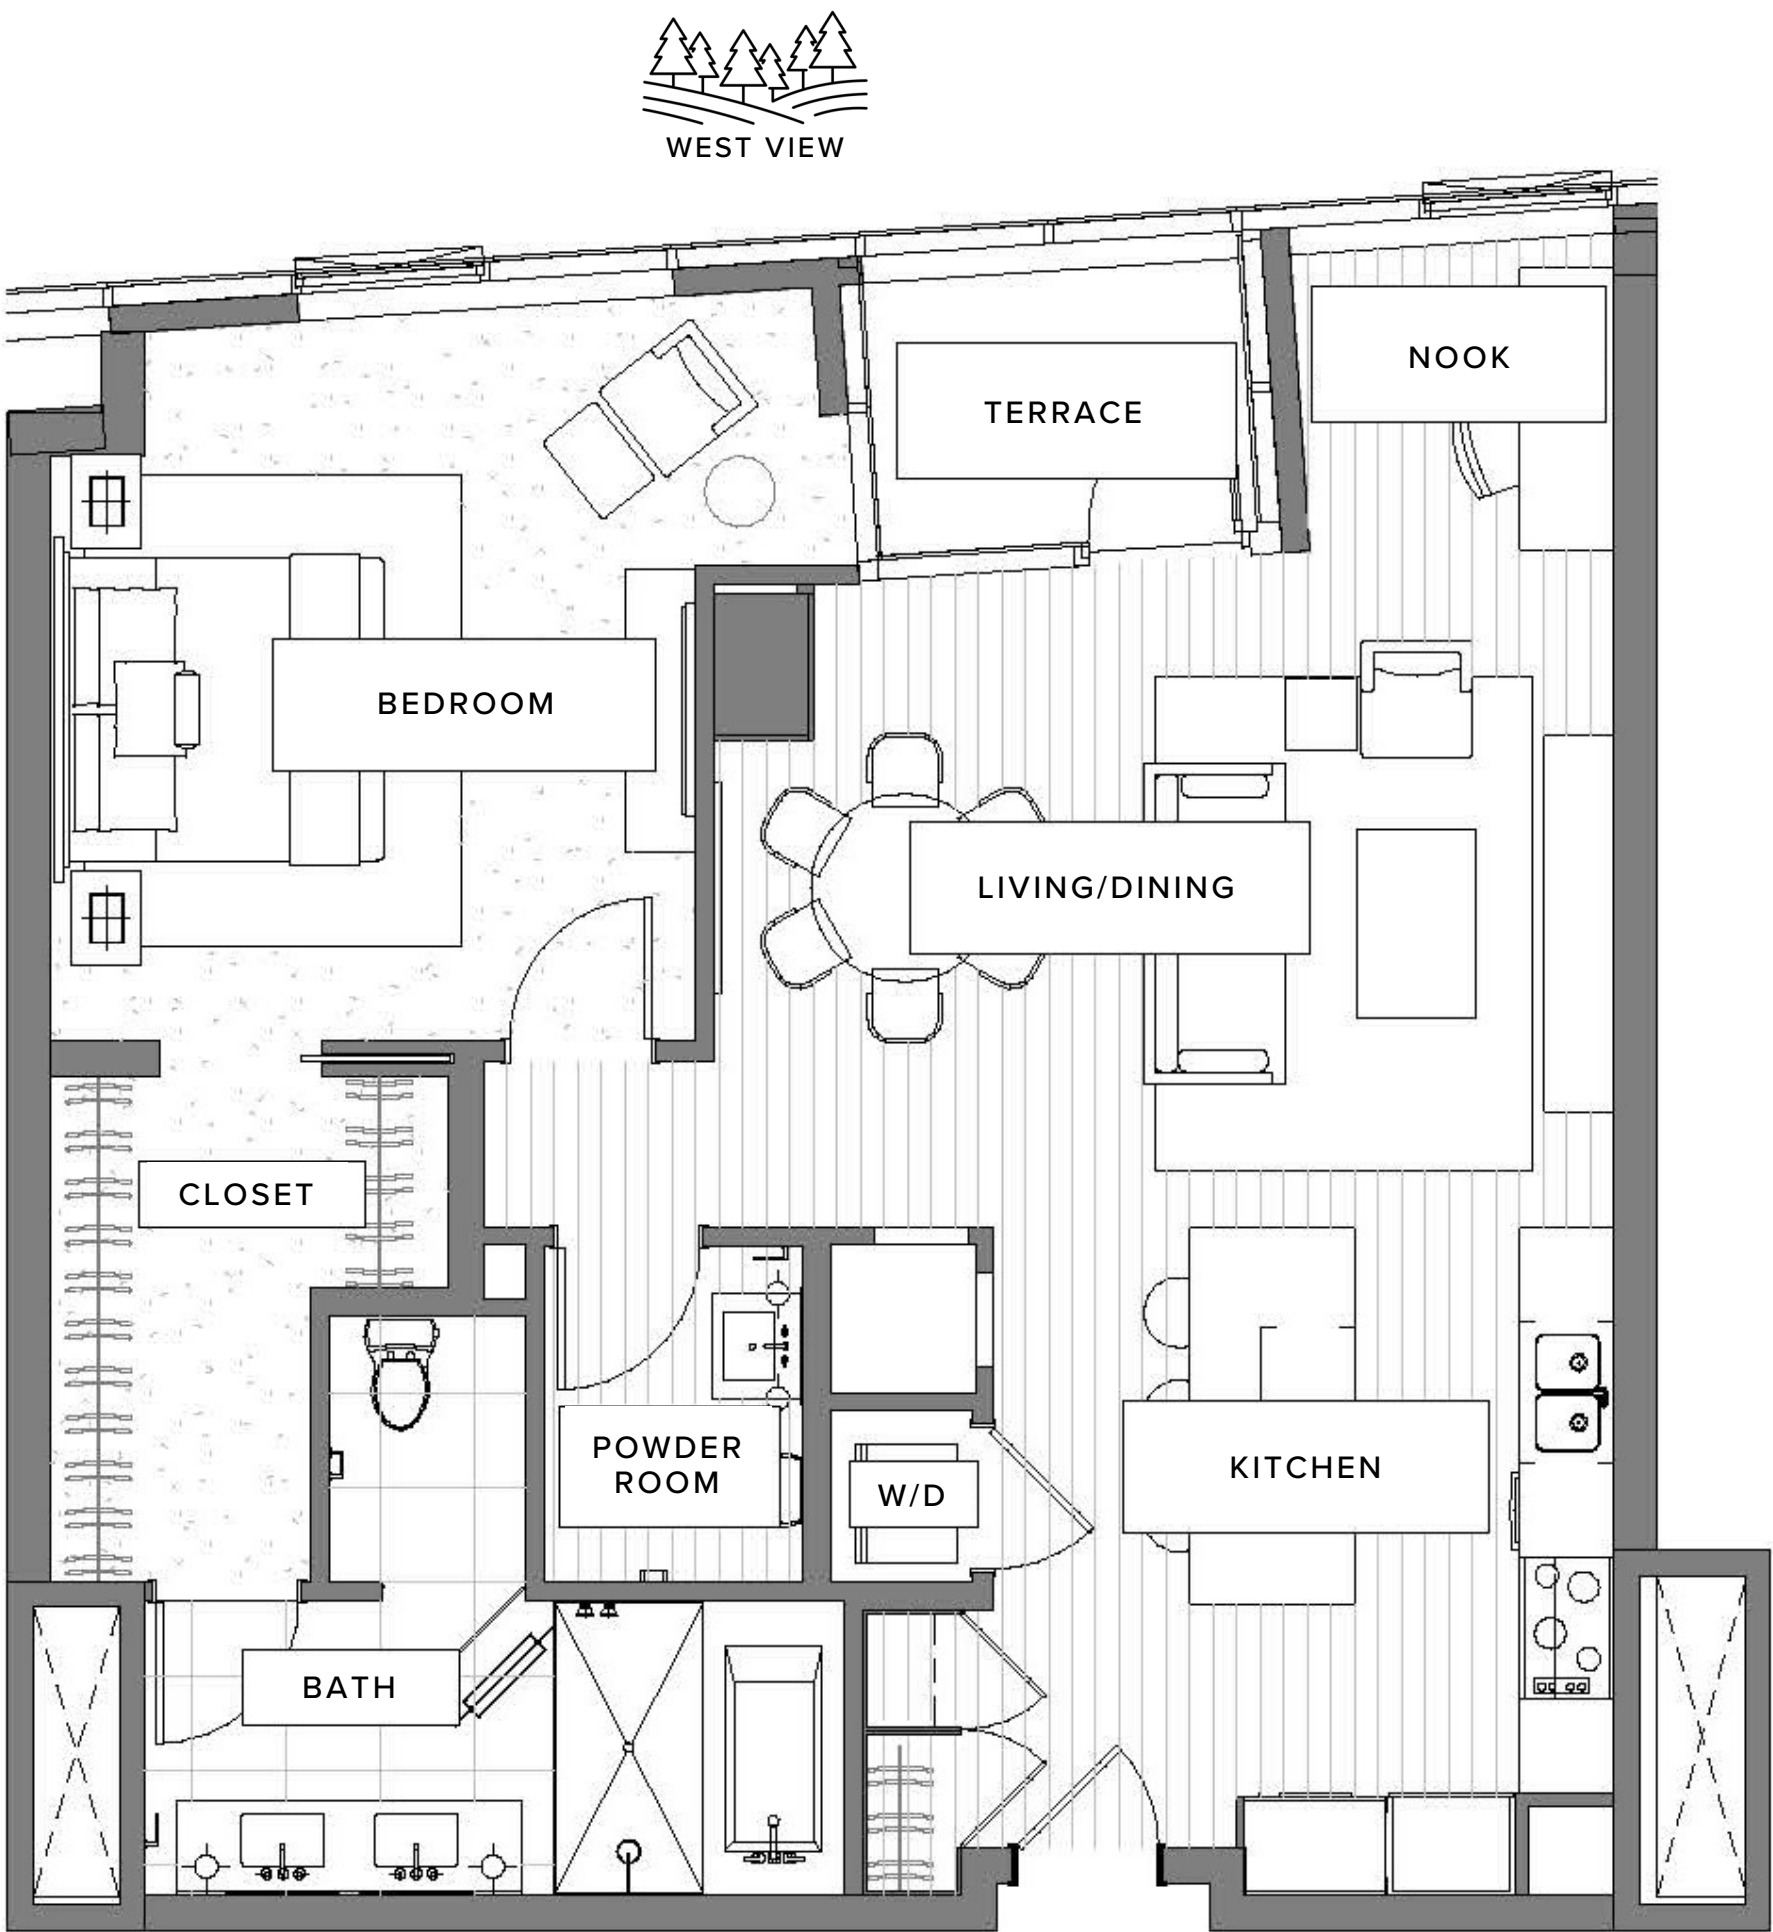 WEST VIEW
NOOK
TERRACE
BEDROOM
LIVING/DINING
CLOSET
POWDER
ROOM
KITCHEN
W/D
BATH